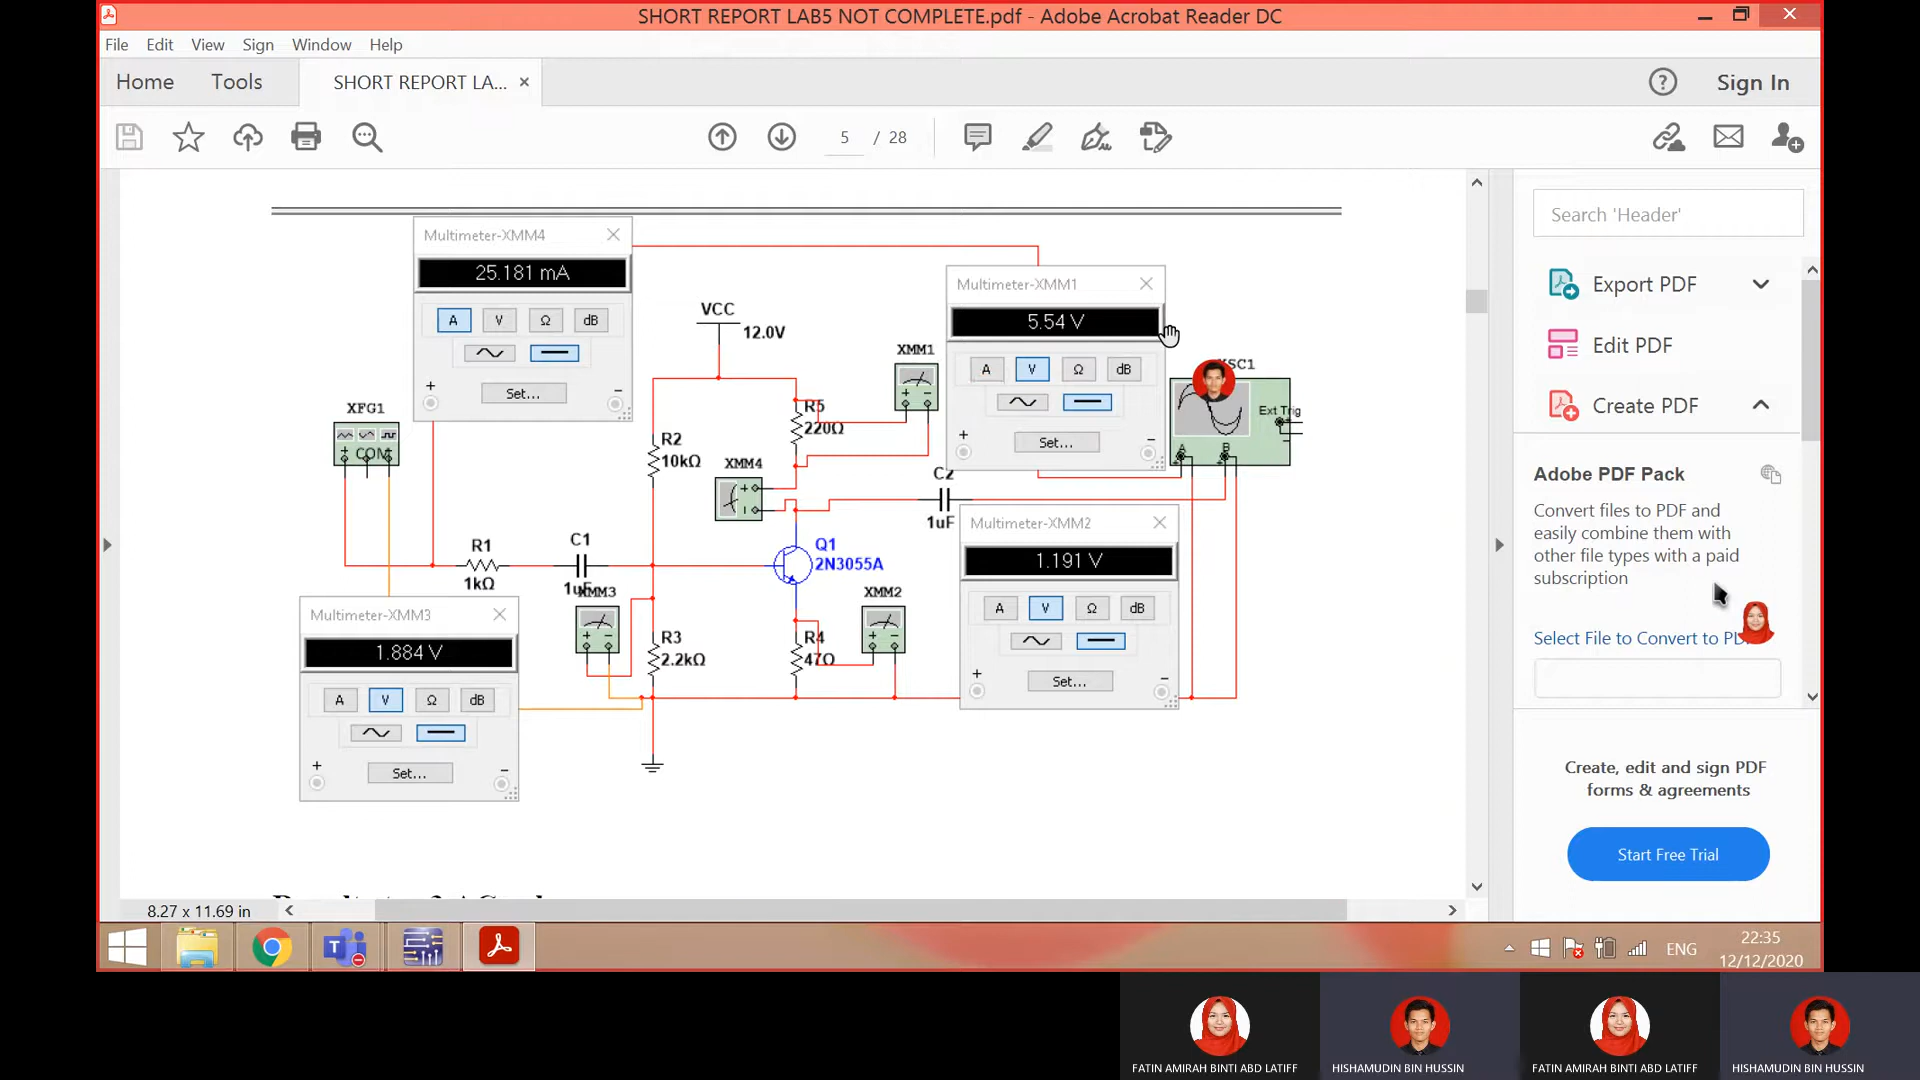 SHORT REPORT LAB5 NOT COMPLETE.pdf - Adobe Acrobat Reader DC
File Edit View Sign Window Help
Home Tools SHORT REPORT LA... × Sign In
5 / 28
Search 'Header'
Export PDF
Edit PDF
Create PDF
Adobe PDF Pack
Convert files to PDF and
easily combine them with
other file types with a paid
subscription
Select File to Convert to PD
Create, edit and sign PDF
forms & agreements
Start Free Trial
Multimeter-XMM4
25.181 mA
A V Ω dB
+ Set... -
Multimeter-XMM1
5.54 V
A V Ω dB
+ Set... -
VCC
12.0V
XMM1
XSC1
Ext Trig
A B
XFG1
COM
R5
220Ω
R2
10kΩ
XMM4
C2
1uF
R1
1kΩ
C1
1uF
Q1
2N3055A
XMM3
XMM2
R3
2.2kΩ
R4
47Ω
Multimeter-XMM2
1.191 V
A V Ω dB
+ Set... -
Multimeter-XMM3
1.884 V
A V Ω dB
+ Set... -
8.27 x 11.69 in
ENG
22:35
12/12/2020
FATIN AMIRAH BINTI ABD LATIFF
HISHAMUDIN BIN HUSSIN
FATIN AMIRAH BINTI ABD LATIFF
HISHAMUDIN BIN HUSSIN